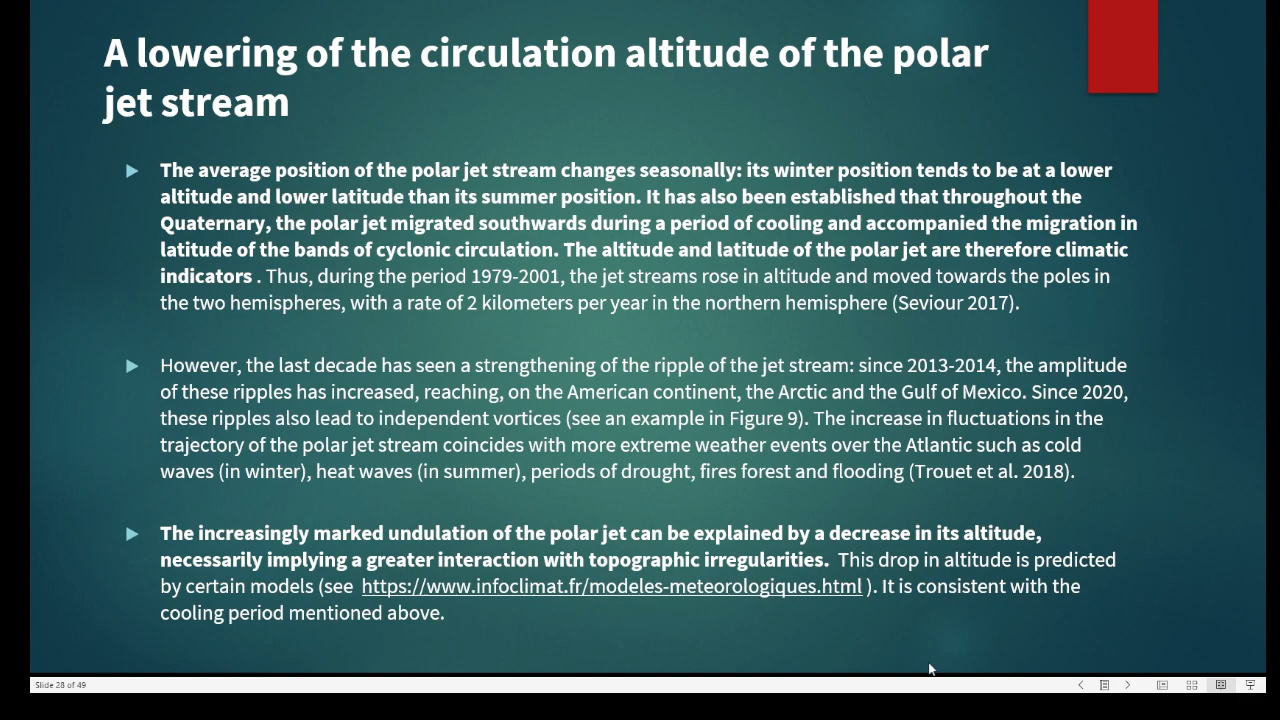 A lowering of the circulation altitude of the polar
jet stream
The average position of the polar jet stream changes seasonally: its winter position tends to be at a lower
altitude and lower latitude than its summer position. It has also been established that throughout the
Quaternary, the polar jet migrated southwards during a period of cooling and accompanied the migration in
latitude of the bands of cyclonic circulation. The altitude and latitude of the polar jet are therefore climatic
indicators . Thus, during the period 1979-2001, the jet streams rose in altitude and moved towards the poles in
the two hemispheres, with a rate of 2 kilometers per year in the northern hemisphere (Seviour 2017).
However, the last decade has seen a strengthening of the ripple of the jet stream: since 2013-2014, the amplitude
of these ripples has increased, reaching, on the American continent, the Arctic and the Gulf of Mexico. Since 2020,
these ripples also lead to independent vortices (see an example in Figure 9). The increase in fluctuations in the
trajectory of the polar jet stream coincides with more extreme weather events over the Atlantic such as cold
waves (in winter), heat waves (in summer), periods of drought, fires forest and flooding (Trouet et al. 2018).
The increasingly marked undulation of the polar jet can be explained by a decrease in its altitude,
necessarily implying a greater interaction with topographic irregularities. This drop in altitude is predicted
by certain models (see https://www.infoclimat.fr/modeles-meteorologiques.html ). It is consistent with the
cooling period mentioned above.
Slide 28 of 49